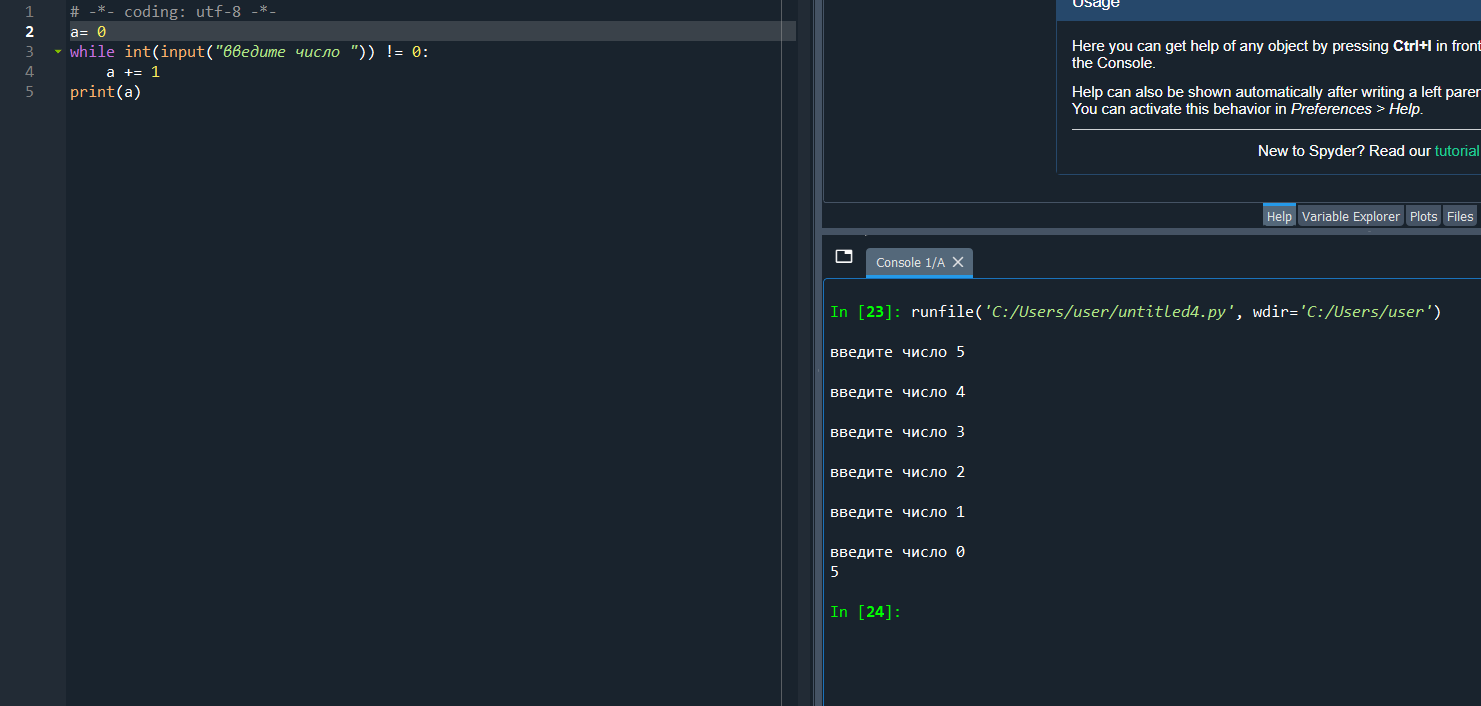 1 # -*- coding: utf-8 -*-
2 a= 0
3 while int(input("введите число ")) != 0:
4     a += 1
5 print(a)
Usage
Here you can get help of any object by pressing Ctrl+I in front
the Console.
Help can also be shown automatically after writing a left paren
You can activate this behavior in Preferences > Help.
New to Spyder? Read our tutorial
Help Variable Explorer Plots Files
Console 1/A
In [23]: runfile('C:/Users/user/untitled4.py', wdir='C:/Users/user')
введите число 5
введите число 4
введите число 3
введите число 2
введите число 1
введите число 0
5
In [24]: